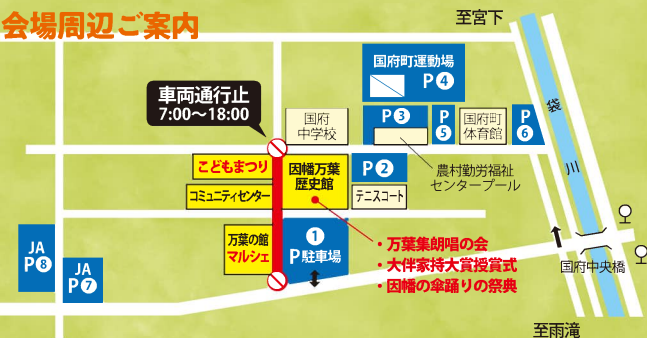 会場周辺ご案内
至宮下
国府町運動場
P4
車両通行止
7:00〜18:00
国府
中学校
P3
P
5
国府町
体育館
P
6
袋
川
こどもまつり
因幡万葉
歴史館
P2
農村勤労福祉
センタープール
コミュニティセンター
テニスコート
万葉の館
マルシェ
1
P駐車場
・万葉集朗唱の会
・大伴家持大賞授賞式
・因幡の傘踊りの祭典
JA
P8
JA
P7
国府中央橋
至雨滝